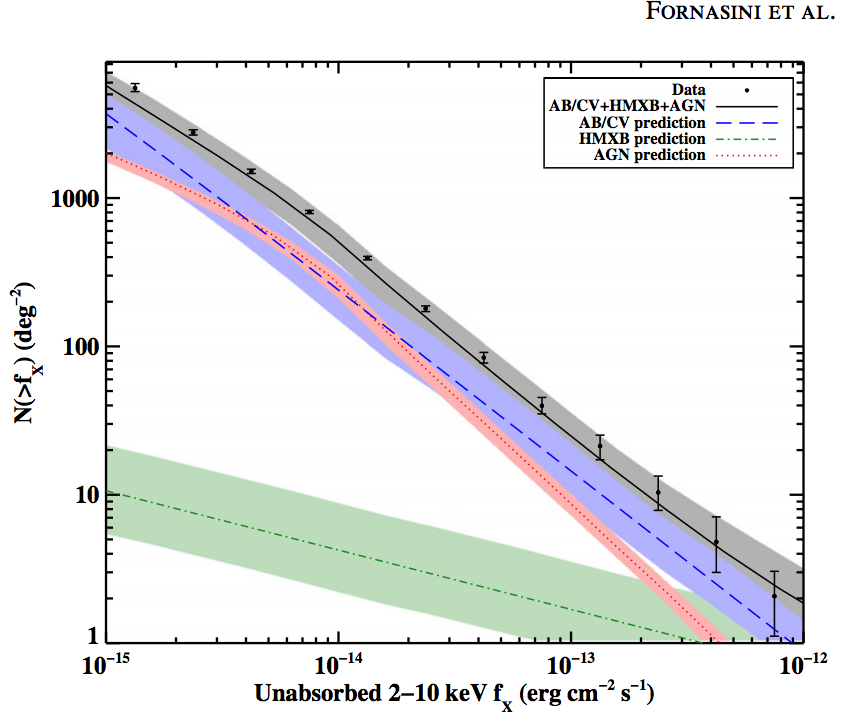 FORNASINI ET AL.
Data
AB/CV+HMXB+AGN
AB/CV prediction
HMXB prediction
AGN prediction
1000
100
10
1
N(>fX) (deg−2)
10−15 10−14 10−13 10−12
Unabsorbed 2−10 keV fX (erg cm−2 s−1)